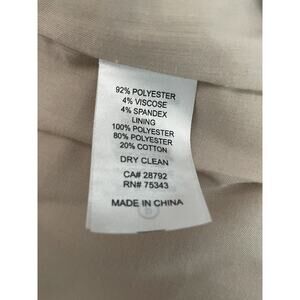 92% POLYESTER
4% VISCOSE
4% SPANDEX
LINING
100% POLYESTER
80% POLYESTER
20% COTTON
DRY CLEAN
CA# 28792
RN# 75343
MADE IN CHINA